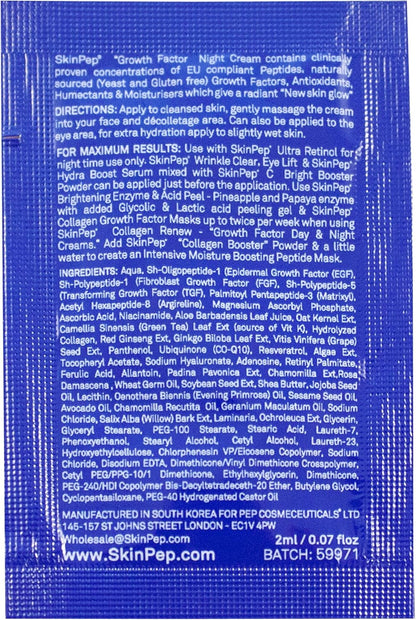 SkinPep® "Growth Factor Night Cream contains clinically
proven concentrations of EU compliant Peptides, naturally
sourced (Yeast and Gluten free) Growth Factors, Antioxidants,
Humectants & Moisturisers which give a radiant "New skin glow"
DIRECTIONS: Apply to cleansed skin, gently massage the cream
into your face and décolletage area. Can also be applied to the
eye area, for extra hydration apply to slightly wet skin.
FOR MAXIMUM RESULTS: Use with SkinPep® Ultra Retinol for
night time use only. SkinPep® Wrinkle Clear, Eye Lift & SkinPep®
Hydra Boost Serum mixed with SkinPep® C Bright Booster
Powder can be applied just before the application. Use SkinPep®
Brightening Enzyme & Acid Peel - Pineapple and Papaya enzyme
with added Glycolic & Lactic acid peeling gel & SkinPep®
Collagen Growth Factor Masks up to twice per week when using
SkinPep® Collagen Renew - "Growth Factor Day & Night
Creams." Add SkinPep® "Collagen Booster" Powder & a little
water to create an Intensive Moisture Boosting Peptide Mask.
INGREDIENTS: Aqua, Sh-Oligopeptide-1 (Epidermal Growth Factor (EGF),
Sh-Polypeptide-1 (Fibroblast Growth Factor (FGF), Sh-Polypeptide-5
(Transforming Growth Factor (TGF), Palmitoyl Pentapeptide-3 (Matrixyl),
Acetyl Hexapeptide-8 (Argireline), Magnesium Ascorbyl Phosphate,
Ascorbic Acid, Niacinamide, Aloe Barbadensis Leaf Juice, Oat Kernel Ext,
Camellia Sinensis (Green Tea) Leaf Ext (source of Vit K), Hydrolyzed
Collagen, Red Ginseng Ext, Ginkgo Biloba Leaf Ext, Vitis Vinifera (Grape)
Seed Ext, Panthenol, Ubiquinone (CO-Q10), Resveratrol, Algae Ext,
Tocopheryl Acetate, Sodium Hyaluronate, Adenosine, Retinyl Palmitate,
Ferulic Acid, Allantoin, Padina Pavonica Ext, Chamomilla Ext,Rosa
Damascena , Wheat Germ Oil, Soybean Seed Ext, Shea Butter, Jojoba Seed
Oil, Lecithin, Oenothera Biennis (Evening Primrose) Oil, Sesame Seed Oil,
Avocado Oil, Chamomilla Recutita Oil, Geranium Maculatum Oil, Sodium
Chloride, Salix Alba (Willow) Bark Ext, Laminaria, Ochroleuca Ext, Glycerin,
Glyceryl Stearate, PEG-100 Stearate, Stearic Acid, Laureth-7,
Phenoxyethanol, Stearyl Alcohol, Cetyl Alcohol, Laureth-23,
Hydroxyethylcellulose, Chlorphenesin VP/Eicosene Copolymer, Sodium
Chloride, Disodium EDTA, Dimethicone/Vinyl Dimethicone Crosspolymer,
Cetyl PEG/PPG-10/1 Dimethicone, Ethylhexylglycerin, Dimethicone,
PEG-240/HDI Copolymer Bis-Decyltetradeceth-20 Ether, Butylene Glycol,
Cyclopentasiloxane, PEG-40 Hydrogenated Castor Oil
MANUFACTURED IN SOUTH KOREA FOR PEP COSMECEUTICALS® LTD
145-157 ST JOHNS STREET LONDON - EC1V 4PW
Wholesale@SkinPep.com 2ml / 0.07 floz
www.SkinPep.com BATCH: 59971